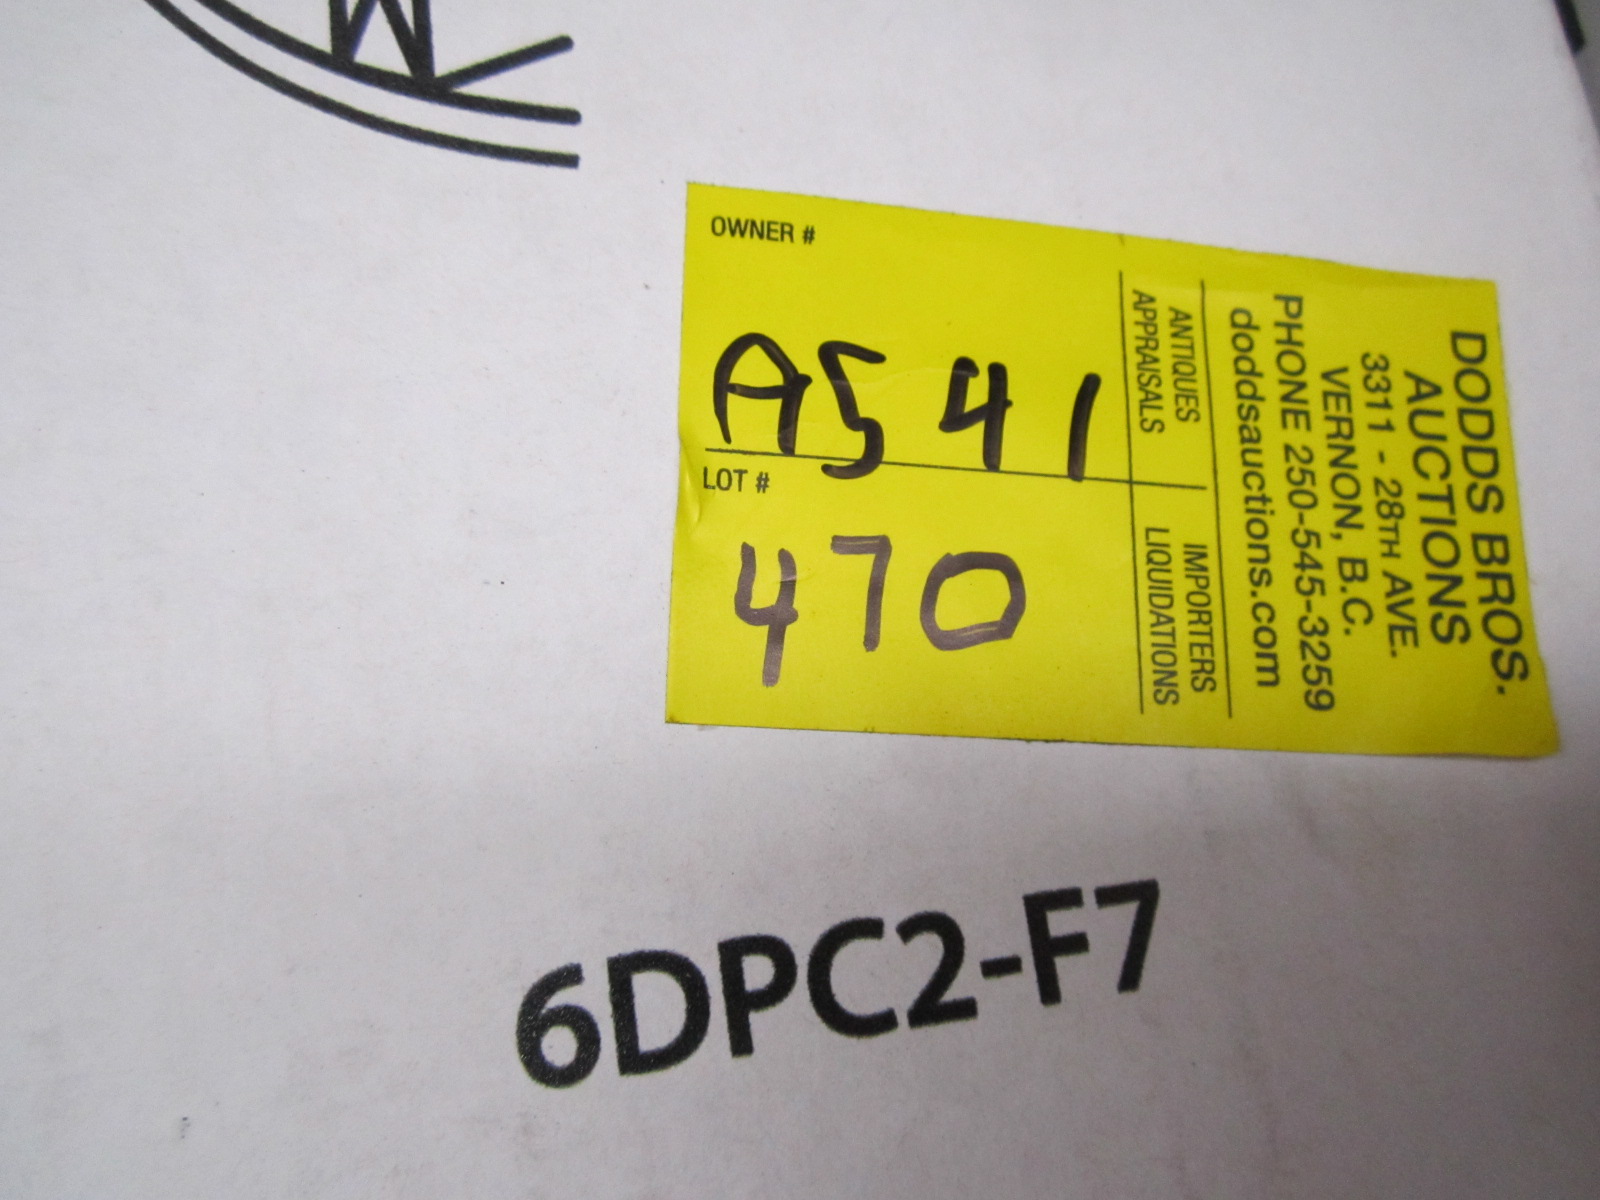 OWNER #
A541
LOT #
470
ANTIQUES
APPRAISALS
IMPORTERS
LIQUIDATIONS
DODDS BROS.
AUCTIONS
3311 - 28TH AVE.
VERNON, B.C.
PHONE 250-545-3259
doddsauctions.com
6DPC2-F7